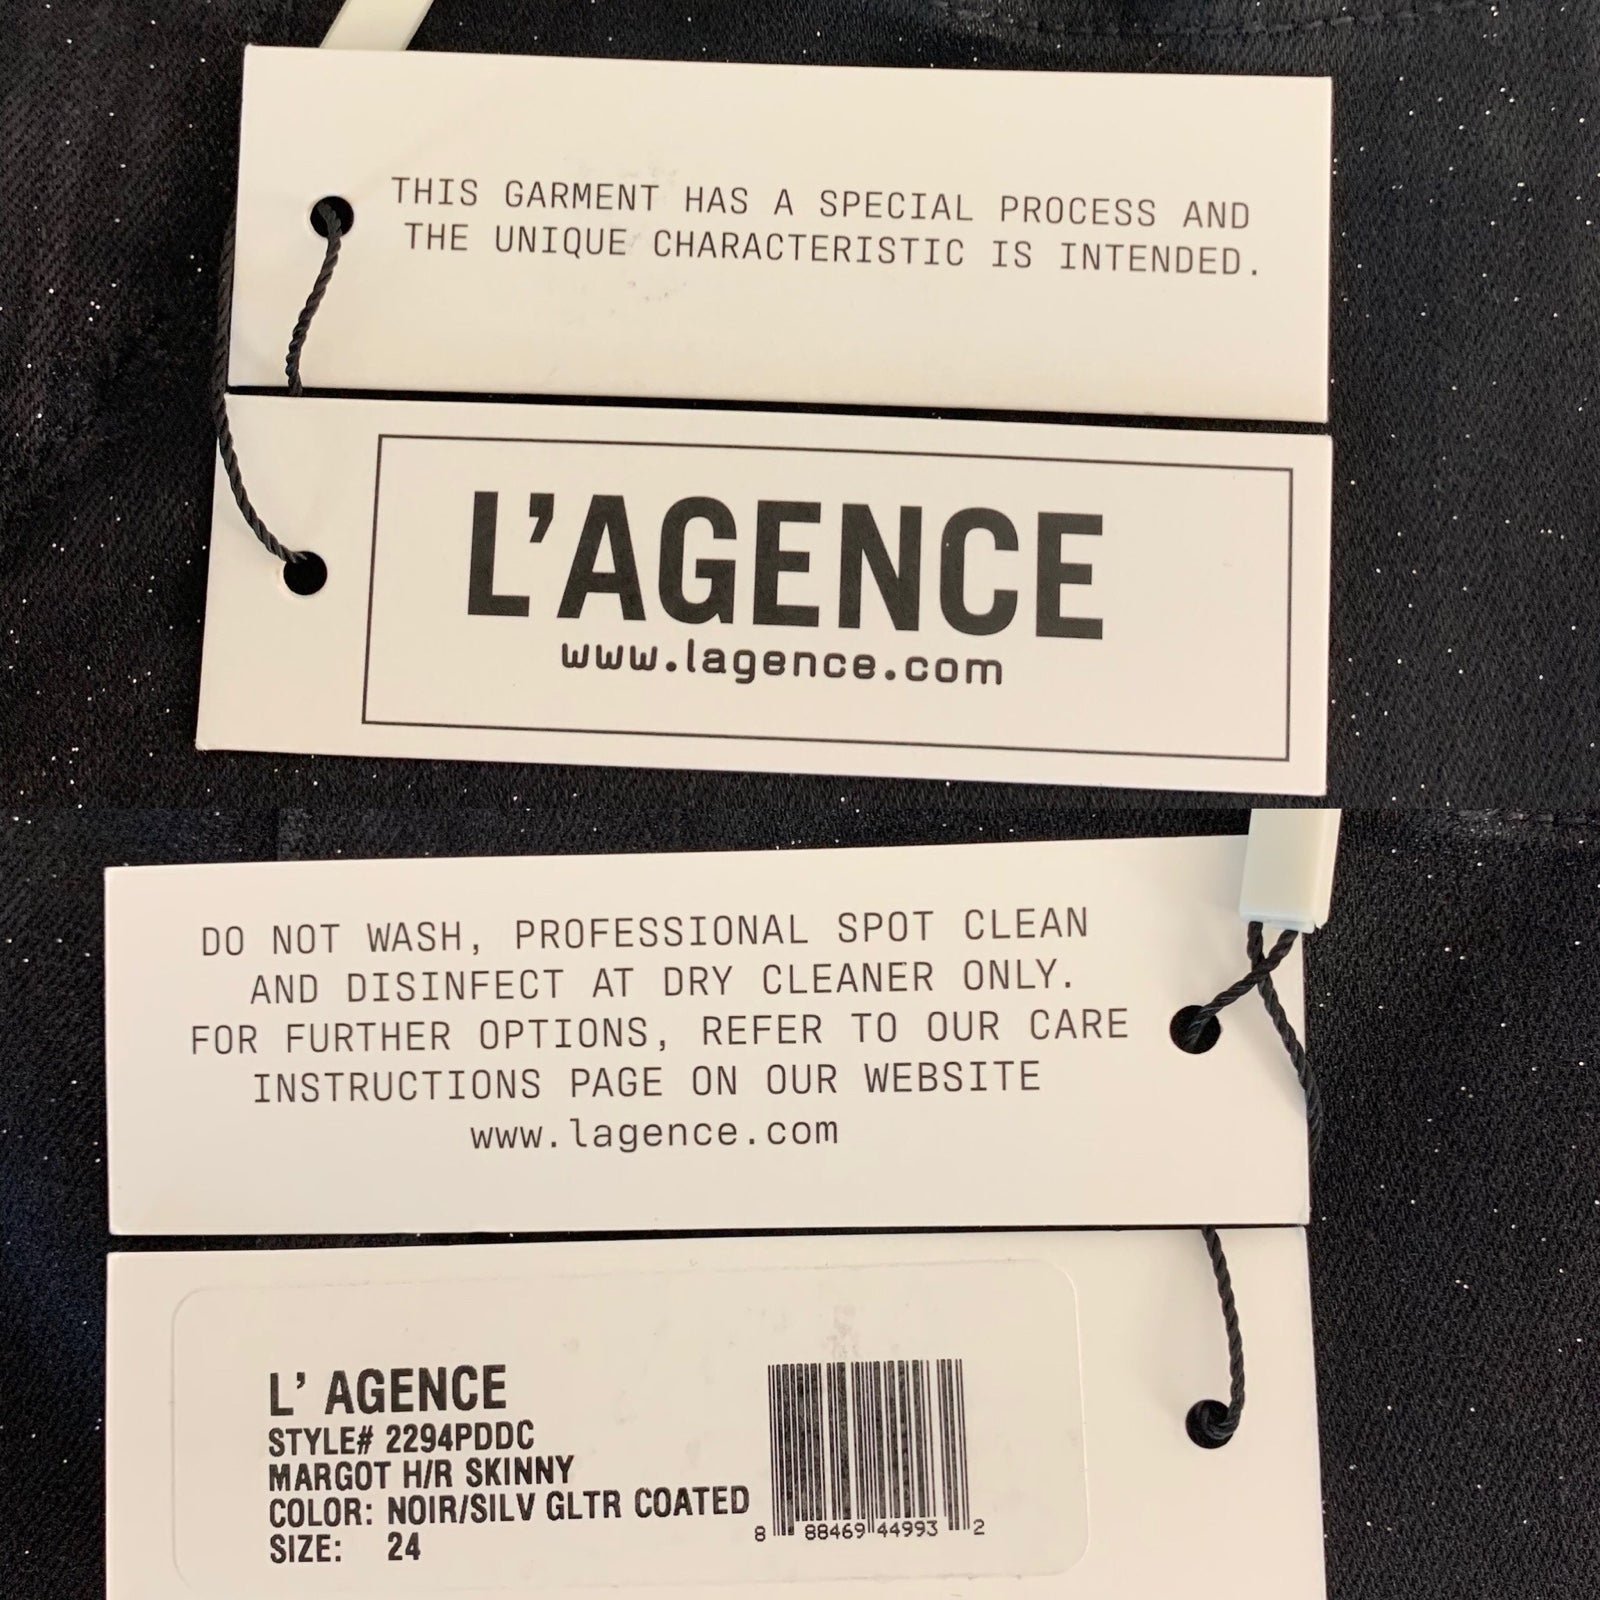 THIS GARMENT HAS A SPECIAL PROCESS AND
THE UNIQUE CHARACTERISTIC IS INTENDED.
L'AGENCE
www.lagence.com
DO NOT WASH, PROFESSIONAL SPOT CLEAN
AND DISINFECT AT DRY CLEANER ONLY.
FOR FURTHER OPTIONS, REFER TO OUR CARE
INSTRUCTIONS PAGE ON OUR WEBSITE
www.lagence.com
L' AGENCE
STYLE# 2294PDDC
MARGOT H/R SKINNY
COLOR: NOIR/SILV GLTR COATED
SIZE: 24
8 88469 44993 2